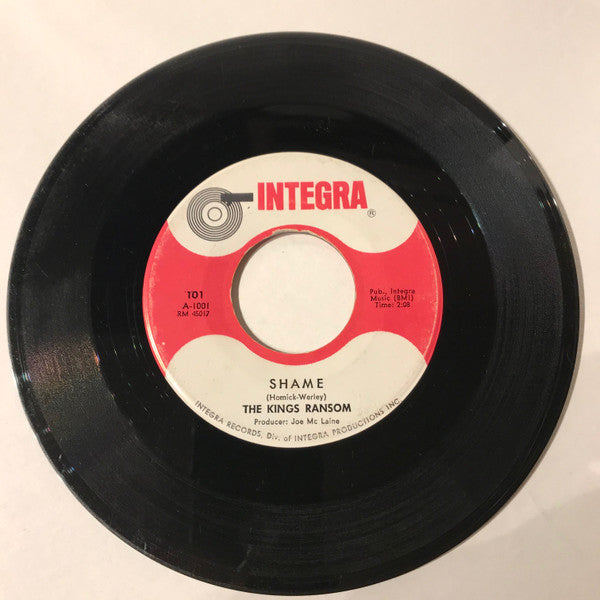 INTEGRA
®
101
A-1001
RM 45017
Pub., Integra
Music (BMI)
Time: 2:08
SHAME
(Homick-Werley)
THE KINGS RANSOM
Producer: Joe Mc Laine
INTEGRA RECORDS, Div. of INTEGRA PRODUCTIONS INC